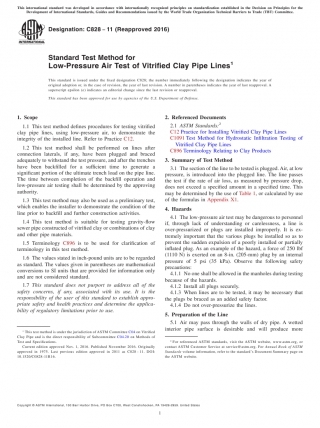 This international standard was developed in accordance with internationally recognized principles on standardization established in the Decision on Principles for the
Development of International Standards, Guides and Recommendations issued by the World Trade Organization Technical Barriers to Trade (TBT) Committee.
Designation: C828 − 11 (Reapproved 2016)
Standard Test Method for
Low-Pressure Air Test of Vitrified Clay Pipe Lines1
This standard is issued under the fixed designation C828; the number immediately following the designation indicates the year of
original adoption or, in the case of revision, the year of last revision. A number in parentheses indicates the year of last reapproval. A
superscript epsilon (ε) indicates an editorial change since the last revision or reapproval.
This standard has been approved for use by agencies of the U.S. Department of Defense.
1. Scope
1.1 This test method defines procedures for testing vitrified
clay pipe lines, using low-pressure air, to demonstrate the
integrity of the installed line. Refer to Practice C12.
1.2 This test method shall be performed on lines after
connection laterals, if any, have been plugged and braced
adequately to withstand the test pressure, and after the trenches
have been backfilled for a sufficient time to generate a
significant portion of the ultimate trench load on the pipe line.
The time between completion of the backfill operation and
low-pressure air testing shall be determined by the approving
authority.
1.3 This test method may also be used as a preliminary test,
which enables the installer to demonstrate the condition of the
line prior to backfill and further construction activities.
1.4 This test method is suitable for testing gravity-flow
sewer pipe constructed of vitrified clay or combinations of clay
and other pipe materials.
1.5 Terminology C896 is to be used for clarification of
terminology in this test method.
1.6 The values stated in inch-pound units are to be regarded
as standard. The values given in parentheses are mathematical
conversions to SI units that are provided for information only
and are not considered standard.
1.7 This standard does not purport to address all of the
safety concerns, if any, associated with its use. It is the
responsibility of the user of this standard to establish appro-
priate safety and health practices and determine the applica-
bility of regulatory limitations prior to use.
1 This test method is under the jurisdiction of ASTM Committee C04 on Vitrified
Clay Pipe and is the direct responsibility of Subcommittee C04.20 on Methods of
Test and Specifications.
Current edition approved Nov. 1, 2016. Published November 2016. Originally
approved in 1975. Last previous edition approved in 2011 as C828 – 11. DOI:
10.1520/C0828-11R16.
2. Referenced Documents
2.1 ASTM Standards:2
C12 Practice for Installing Vitrified Clay Pipe Lines
C1091 Test Method for Hydrostatic Infiltration Testing of
Vitrified Clay Pipe Lines
C896 Terminology Relating to Clay Products
3. Summary of Test Method
3.1 The section of the line to be tested is plugged. Air, at low
pressure, is introduced into the plugged line. The line passes
the test if the rate of air loss, as measured by pressure drop,
does not exceed a specified amount in a specified time. This
may be determined by the use of Table 1, or calculated by use
of the formulas in Appendix X1.
4. Hazards
4.1 The low-pressure air test may be dangerous to personnel
if, through lack of understanding or carelessness, a line is
over-pressurized or plugs are installed improperly. It is ex-
tremely important that the various plugs be installed so as to
prevent the sudden expulsion of a poorly installed or partially
inflated plug. As an example of the hazard, a force of 250 lbf
(1110 N) is exerted on an 8-in. (205-mm) plug by an internal
pressure of 5 psi (35 kPa). Observe the following safety
precautions:
4.1.1 No one shall be allowed in the manholes during testing
because of the hazards.
4.1.2 Install all plugs securely.
4.1.3 When lines are to be tested, it may be necessary that
the plugs be braced as an added safety factor.
4.1.4 Do not over-pressurize the lines.
5. Preparation of the Line
5.1 Air may pass through the walls of dry pipe. A wetted
interior pipe surface is desirable and will produce more
2 For referenced ASTM standards, visit the ASTM website, www.astm.org, or
contact ASTM Customer Service at service@astm.org. For Annual Book of ASTM
Standards volume information, refer to the standard's Document Summary page on
the ASTM website.
Copyright © ASTM International, 100 Barr Harbor Drive, PO Box C700, West Conshohocken, PA 19428-2959. United States
1